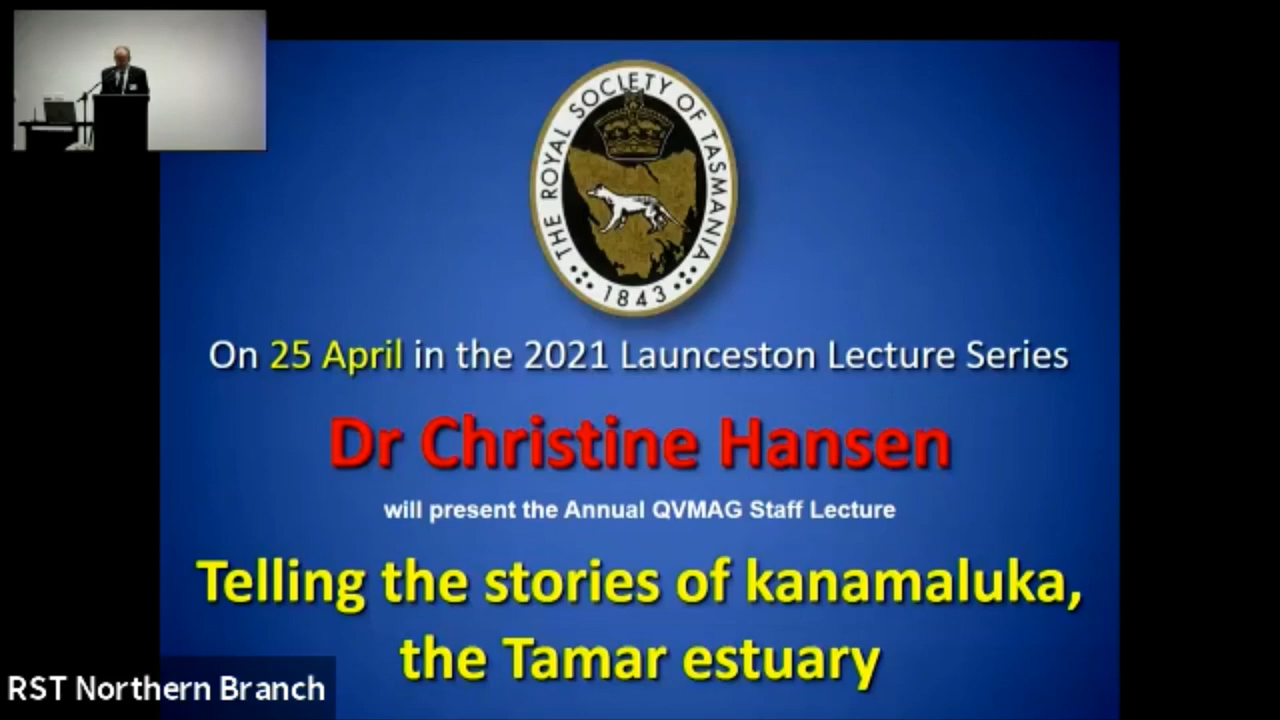 THE ROYAL SOCIETY OF TASMANIA
1843
On 25 April in the 2021 Launceston Lecture Series
Dr Christine Hansen
will present the Annual QVMAG Staff Lecture
Telling the stories of kanamaluka,
the Tamar estuary
RST Northern Branch